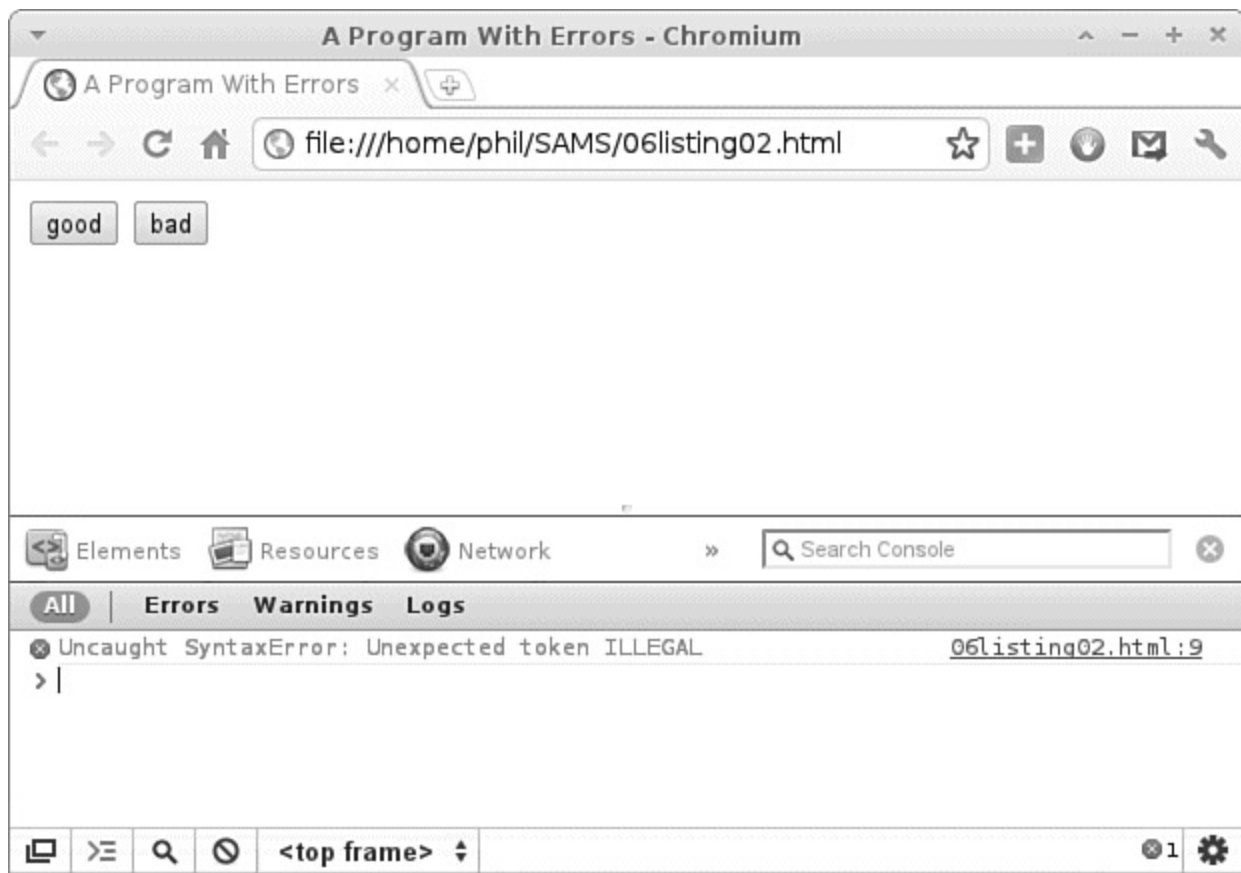 A Program With Errors - Chromium
A Program With Errors
file:///home/phil/SAMS/06listing02.html
good bad
Elements Resources Network » Search Console
All Errors Warnings Logs
Uncaught SyntaxError: Unexpected token ILLEGAL 06listing02.html:9
>
<top frame> 1